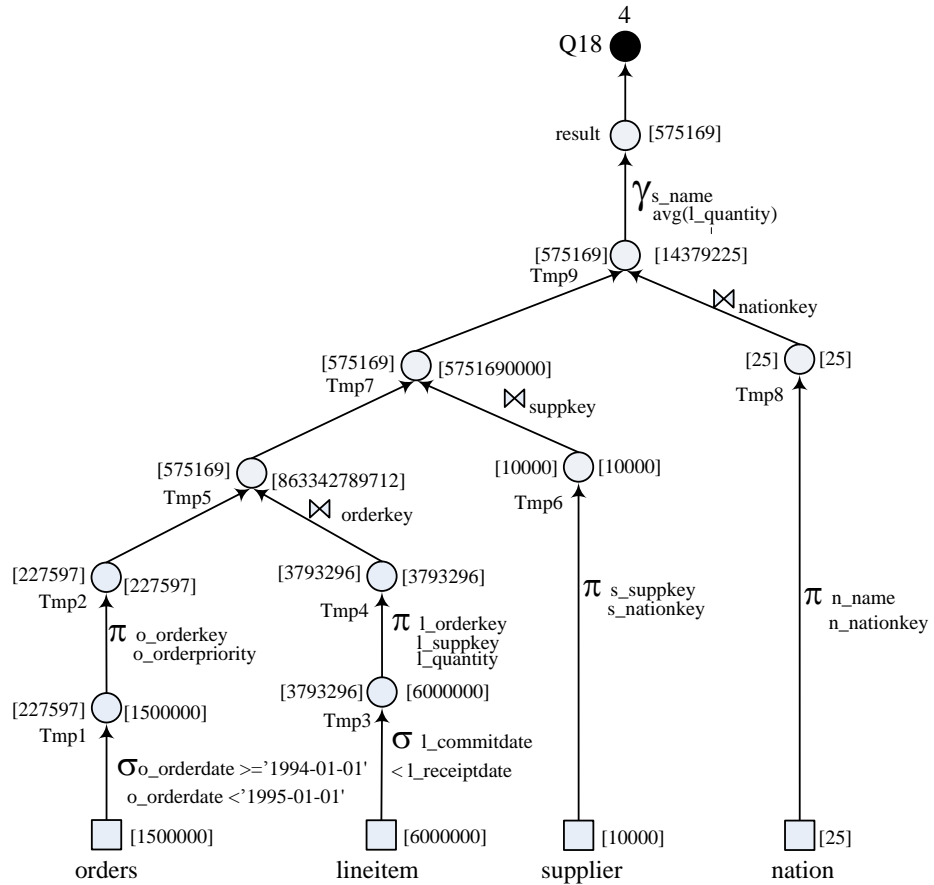 4
Q18
result [575169]
γ s_name
avg(l_quantity)
[575169] [14379225]
Tmp9
⋈ nationkey
[575169] [5751690000]
Tmp7
[25] [25]
Tmp8
⋈ suppkey
[575169] [863342789712]
Tmp5
[10000] [10000]
Tmp6
⋈ orderkey
[227597] [227597]
Tmp2
[3793296] [3793296]
Tmp4
π o_orderkey
o_orderpriority
π l_orderkey
l_suppkey
l_quantity
π s_suppkey
s_nationkey
π n_name
n_nationkey
[227597] [1500000]
Tmp1
[3793296] [6000000]
Tmp3
σ o_orderdate >='1994-01-01'
o_orderdate <'1995-01-01'
σ l_commitdate
< l_receiptdate
[1500000] [6000000] [10000] [25]
orders lineitem supplier nation